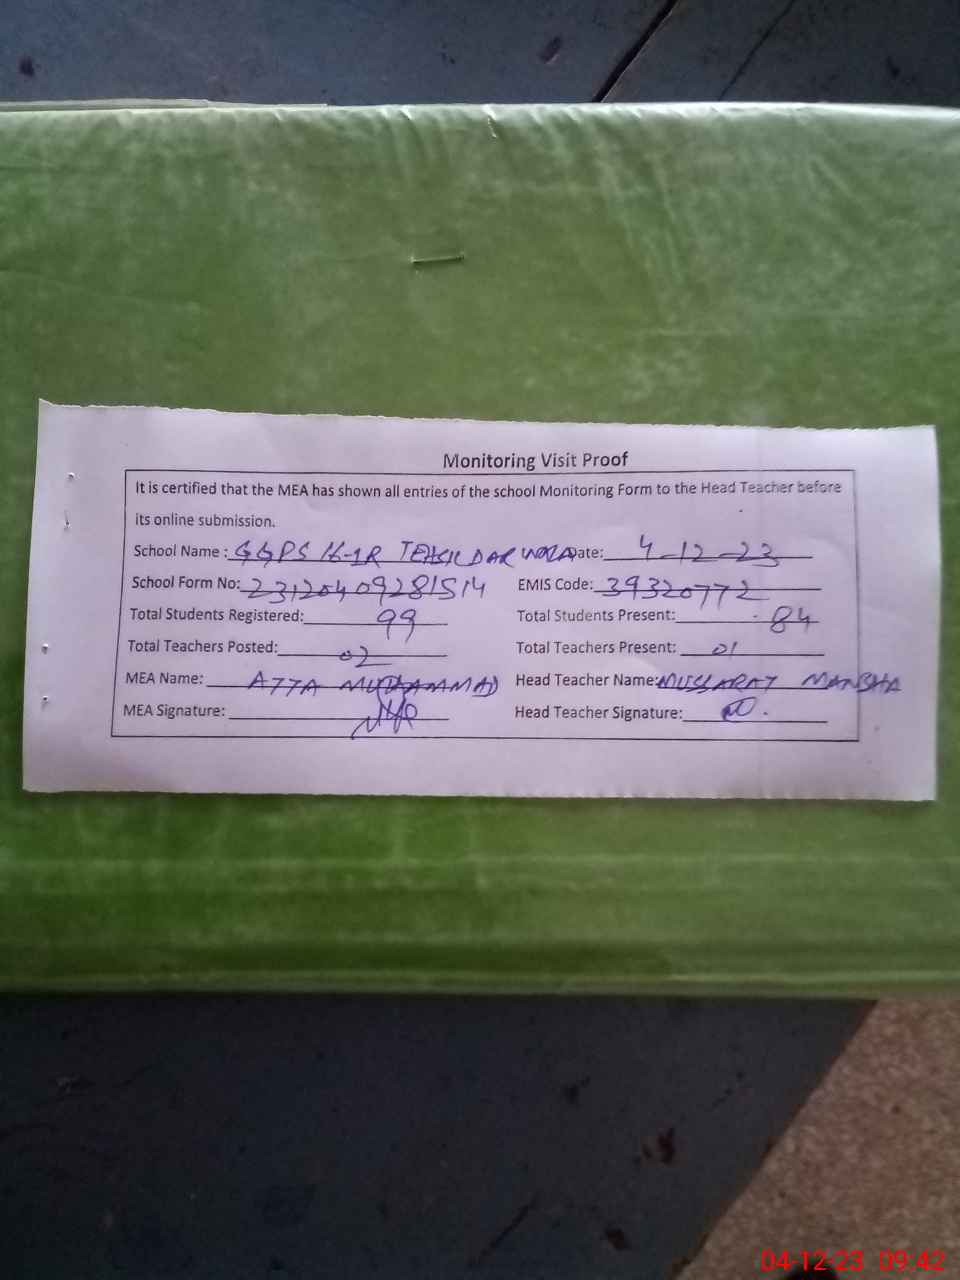 Monitoring Visit Proof
It is certified that the MEA has shown all entries of the school Monitoring Form to the Head Teacher before
its online submission.
School Name : GGPS 16-1R TEHSILDAR WALA Date: 4-12-23
School Form No: 23120409281514 EMIS Code: 39320772
Total Students Registered: 99 Total Students Present: 84
Total Teachers Posted: 02 Total Teachers Present: 01
MEA Name: ATTA MUHAMMAD Head Teacher Name: MUSSARAT MANSHA
MEA Signature: Head Teacher Signature:
04-12-23 09:42